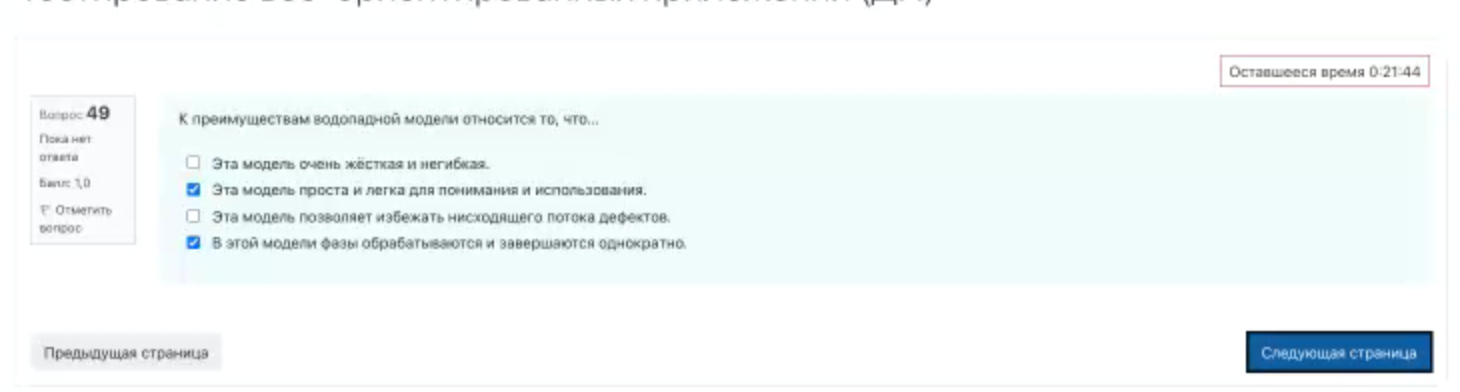 Оставшееся время 0:21:44
Вопрос 49
Пока нет
ответа
Балл: 1,0
Отметить
вопрос
К преимуществам водопадной модели относится то, что...
Эта модель очень жёсткая и негибкая.
Эта модель проста и легка для понимания и использования.
Эта модель позволяет избежать нисходящего потока дефектов.
В этой модели фазы обрабатываются и завершаются однократно.
Предыдущая страница
Следующая страница